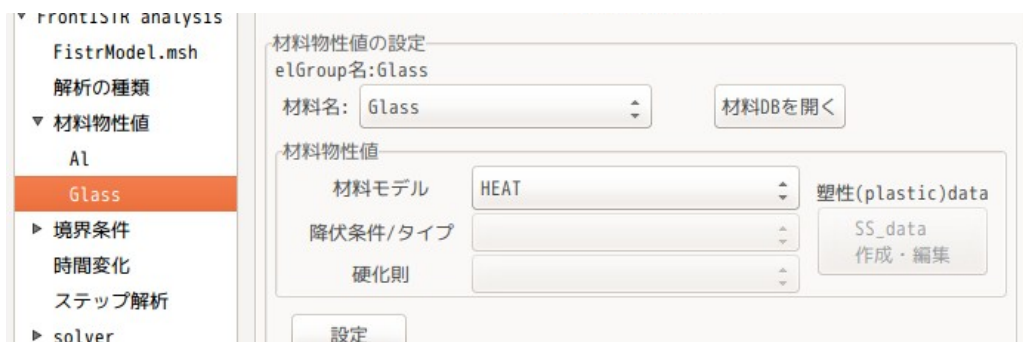 FrontISTR analysis
FistrModel.msh
解析の種類
材料物性値
Al
Glass
境界条件
時間変化
ステップ解析
solver
材料物性値の設定
elGroup名:Glass
材料名: Glass 材料DBを開く
材料物性値
材料モデル HEAT 塑性(plastic)data
降伏条件/タイプ SS_data
作成・編集
硬化則
設定